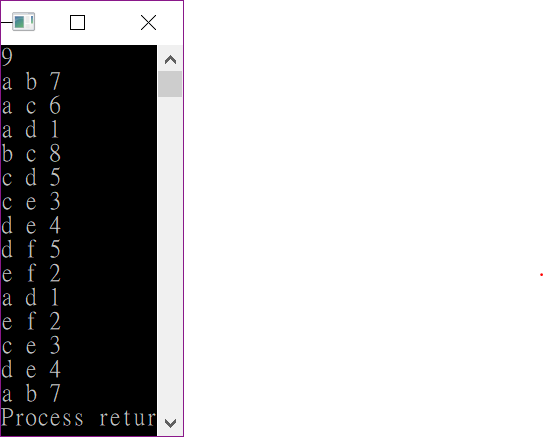 9
a b 7
a c 6
a d 1
b c 8
c d 5
c e 3
d e 4
d f 5
e f 2
a d 1
e f 2
c e 3
d e 4
a b 7
Process retur